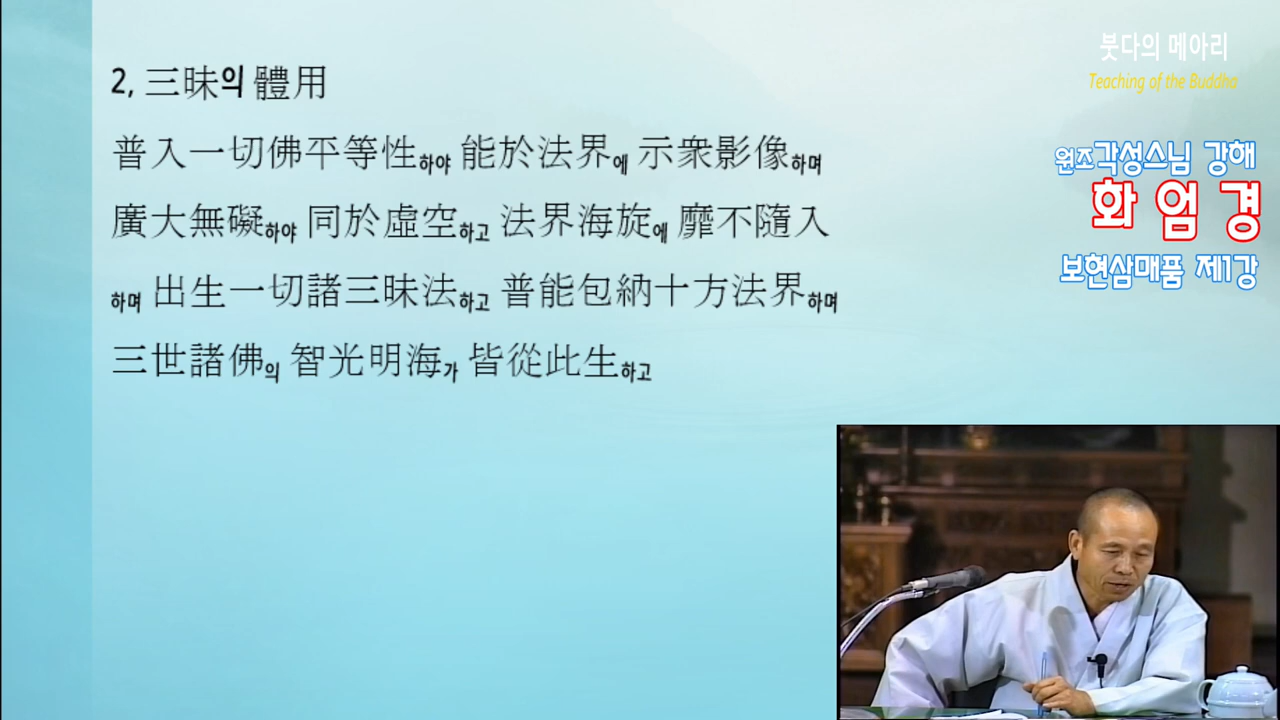 2, 三昧의 體用
普入一切佛平等性하야 能於法界에 示衆影像하며
廣大無礙하야 同於虛空하고 法界海旋에 靡不隨入
하며 出生一切諸三昧法하고 普能包納十方法界하며
三世諸佛의 智光明海가 皆從此生하고
붓다의 메아리
Teaching of the Buddha
원조각성스님 강해
화엄경
보현삼매품 제1강